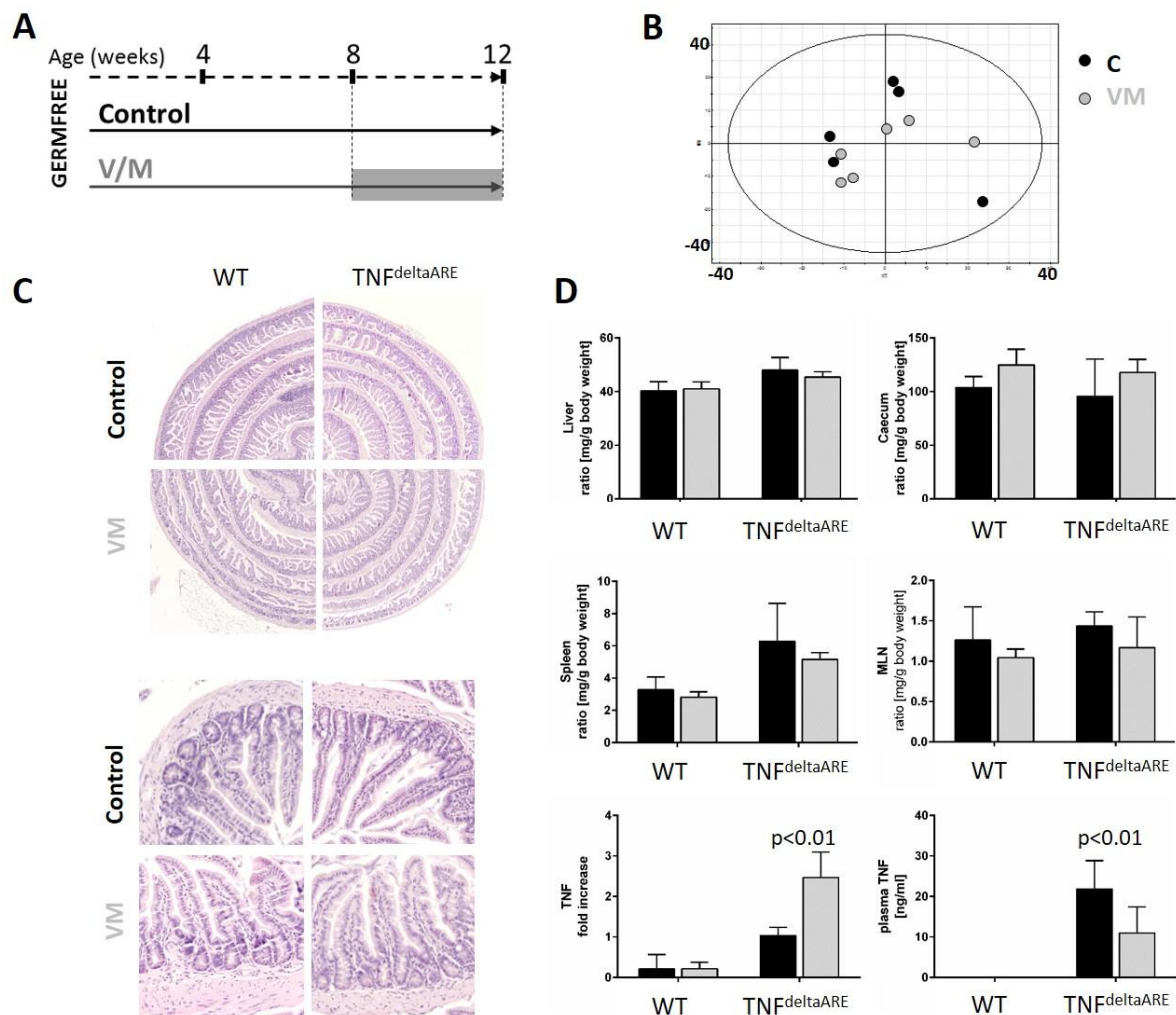 A
Age (weeks)
4
8
12
GERMFREE
Control
V/M
B
40
-40
-40
40
C
VM
C
WT
TNFdeltaARE
Control
VM
Control
VM
D
60
40
20
0
Liver
ratio [mg/g body weight]
WT
TNFdeltaARE
150
100
50
0
Caecum
ratio [mg/g body weight]
WT
TNFdeltaARE
10
8
6
4
2
0
Spleen
ratio [mg/g body weight]
WT
TNFdeltaARE
2.0
1.5
1.0
0.5
0.0
MLN
ratio [mg/g body weight]
WT
TNFdeltaARE
4
3
2
1
0
TNF
fold increase
p<0.01
WT
TNFdeltaARE
40
30
20
10
0
plasma TNF
[ng/ml]
p<0.01
WT
TNFdeltaARE